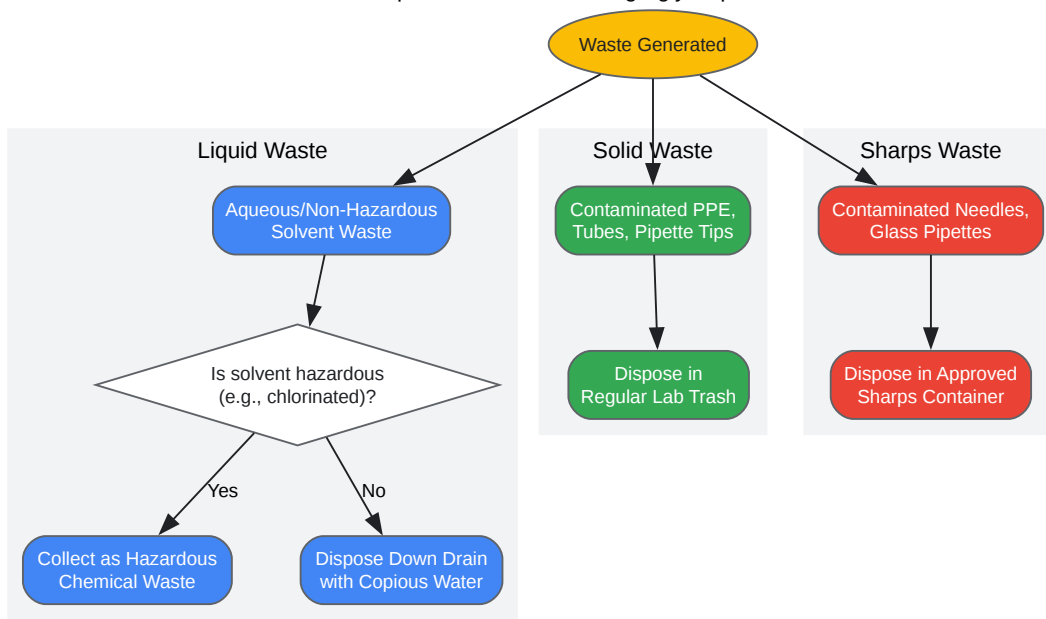 Waste Generated
Liquid Waste
Solid Waste
Sharps Waste
Aqueous/Non-Hazardous
Solvent Waste
Contaminated PPE,
Tubes, Pipette Tips
Contaminated Needles,
Glass Pipettes
Is solvent hazardous
(e.g., chlorinated)?
Dispose in
Regular Lab Trash
Dispose in Approved
Sharps Container
Yes
No
Collect as Hazardous
Chemical Waste
Dispose Down Drain
with Copious Water